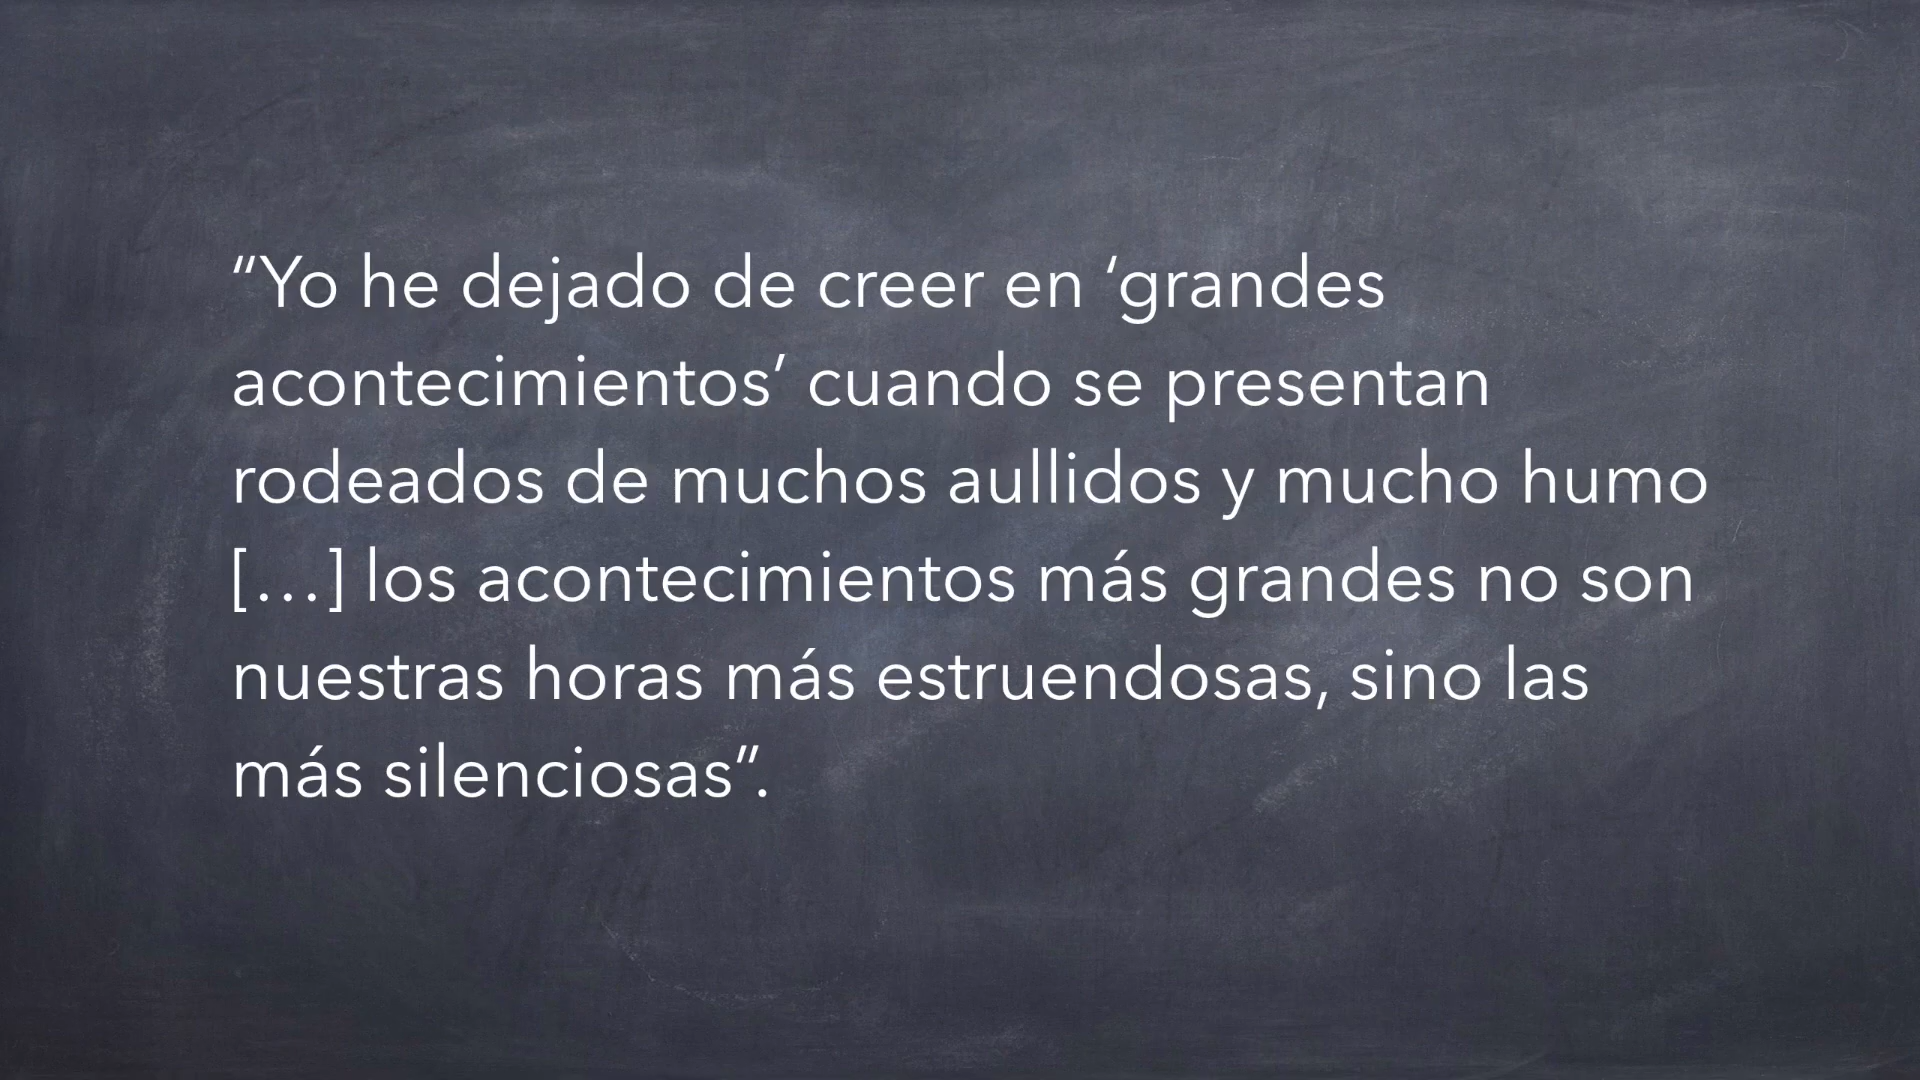 “Yo he dejado de creer en ‘grandes
acontecimientos’ cuando se presentan
rodeados de muchos aullidos y mucho humo
[…] los acontecimientos más grandes no son
nuestras horas más estruendosas, sino las
más silenciosas”.